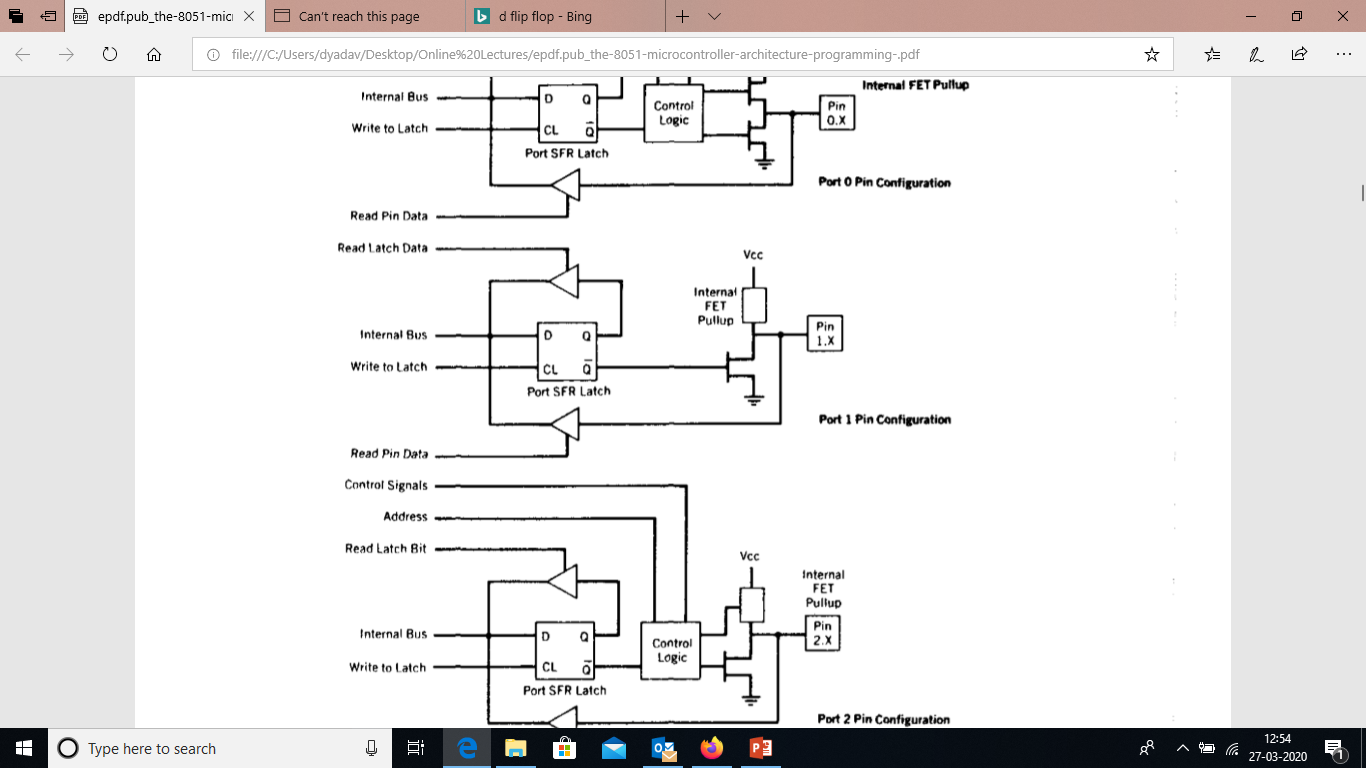 epdf.pub_the-8051-mic
Can't reach this page
d flip flop - Bing
file:///C:/Users/dyadav/Desktop/Online%20Lectures/epdf.pub_the-8051-microcontroller-architecture-programming-.pdf
Internal FET Pullup
Internal Bus
D
Q
Control
Logic
Pin
0.X
Write to Latch
CL
Q̅
Port SFR Latch
Port 0 Pin Configuration
Read Pin Data
Read Latch Data
Vcc
Internal
FET
Pullup
Internal Bus
D
Q
Pin
1.X
Write to Latch
CL
Q̅
Port SFR Latch
Port 1 Pin Configuration
Read Pin Data
Control Signals
Address
Read Latch Bit
Vcc
Internal
FET
Pullup
Internal Bus
D
Q
Control
Logic
Pin
2.X
Write to Latch
CL
Q̅
Port SFR Latch
Port 2 Pin Configuration
Type here to search
12:54
27-03-2020